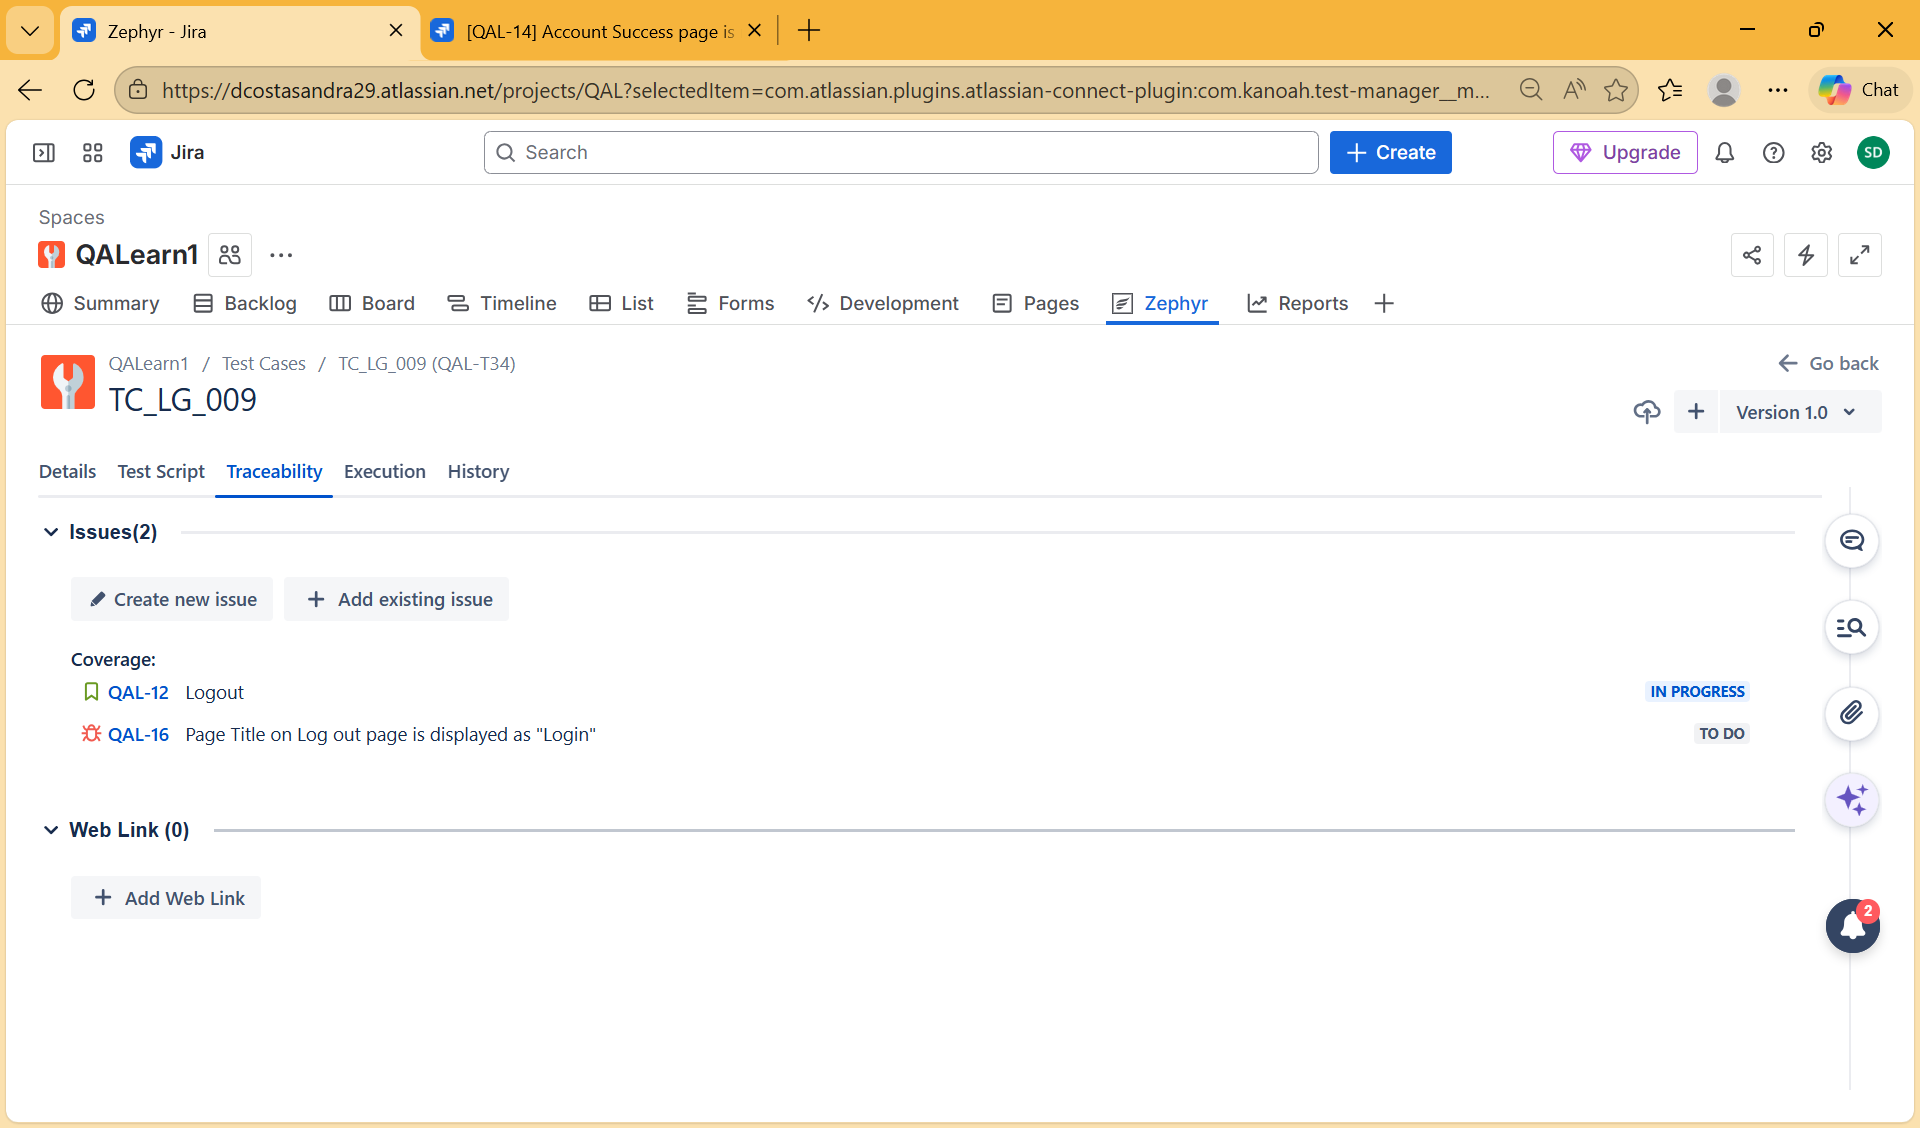 Zephyr - Jira
[QAL-14] Account Success page is
https://dcostasandra29.atlassian.net/projects/QAL?selectedItem=com.atlassian.plugins.atlassian-connect-plugin:com.kanoah.test-manager__m...
Chat
Jira
Search
Create
Upgrade
SD
Spaces
QALearn1
Summary
Backlog
Board
Timeline
List
Forms
Development
Pages
Zephyr
Reports
QALearn1 / Test Cases / TC_LG_009 (QAL-T34)
Go back
TC_LG_009
Version 1.0
Details
Test Script
Traceability
Execution
History
Issues(2)
Create new issue
Add existing issue
Coverage:
QAL-12 Logout IN PROGRESS
QAL-16 Page Title on Log out page is displayed as "Login" TO DO
Web Link (0)
Add Web Link
2